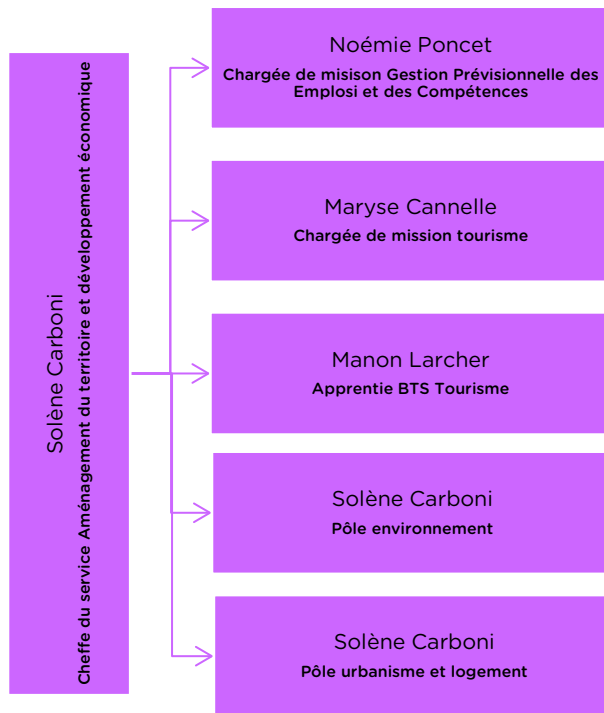 Solène Carboni
Cheffe du service Aménagement du territoire et développement économique
Noémie Poncet
Chargée de misison Gestion Prévisionnelle des
Emplosi et des Compétences
Maryse Cannelle
Chargée de mission tourisme
Manon Larcher
Apprentie BTS Tourisme
Solène Carboni
Pôle environnement
Solène Carboni
Pôle urbanisme et logement